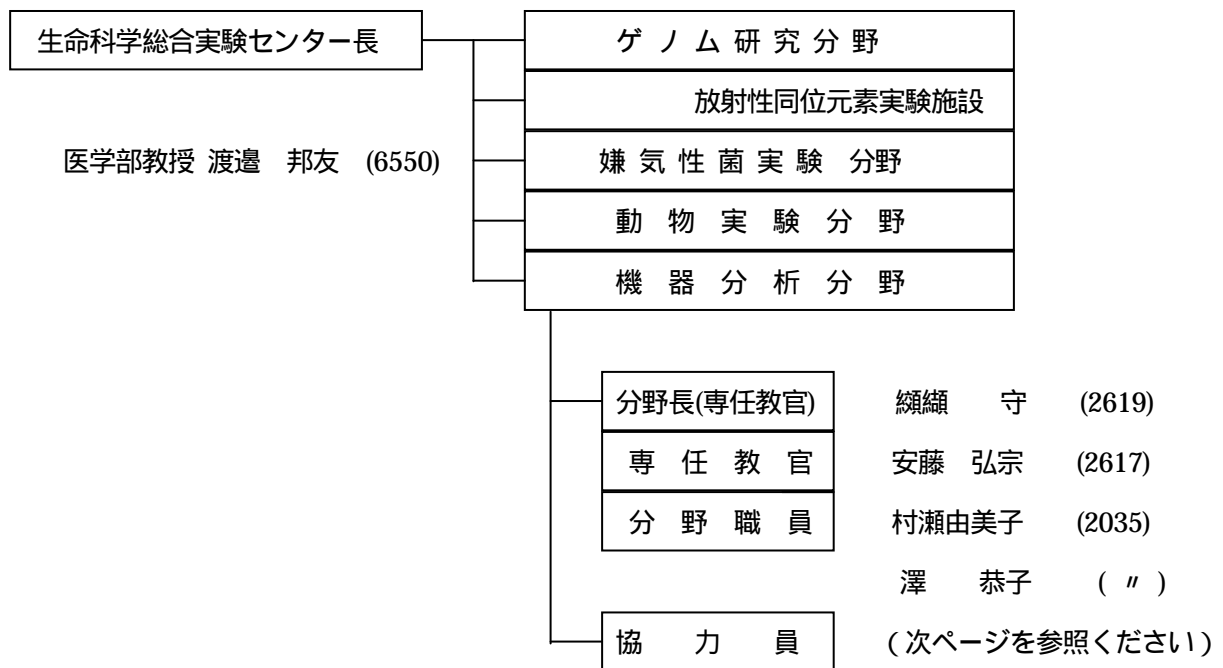 生命科学総合実験センター長
ゲノム研究分野
放射性同位元素実験施設
医学部教授 渡邉 邦友 (6550)
嫌気性菌実験 分野
動物実験分野
機器分析分野
分野長(専任教官) 纐纈 守 (2619)
専任教官 安藤 弘宗 (2617)
分野職員 村瀬由美子 (2035)
澤 恭子 ( 〃 )
協力員 (次ページを参照ください)